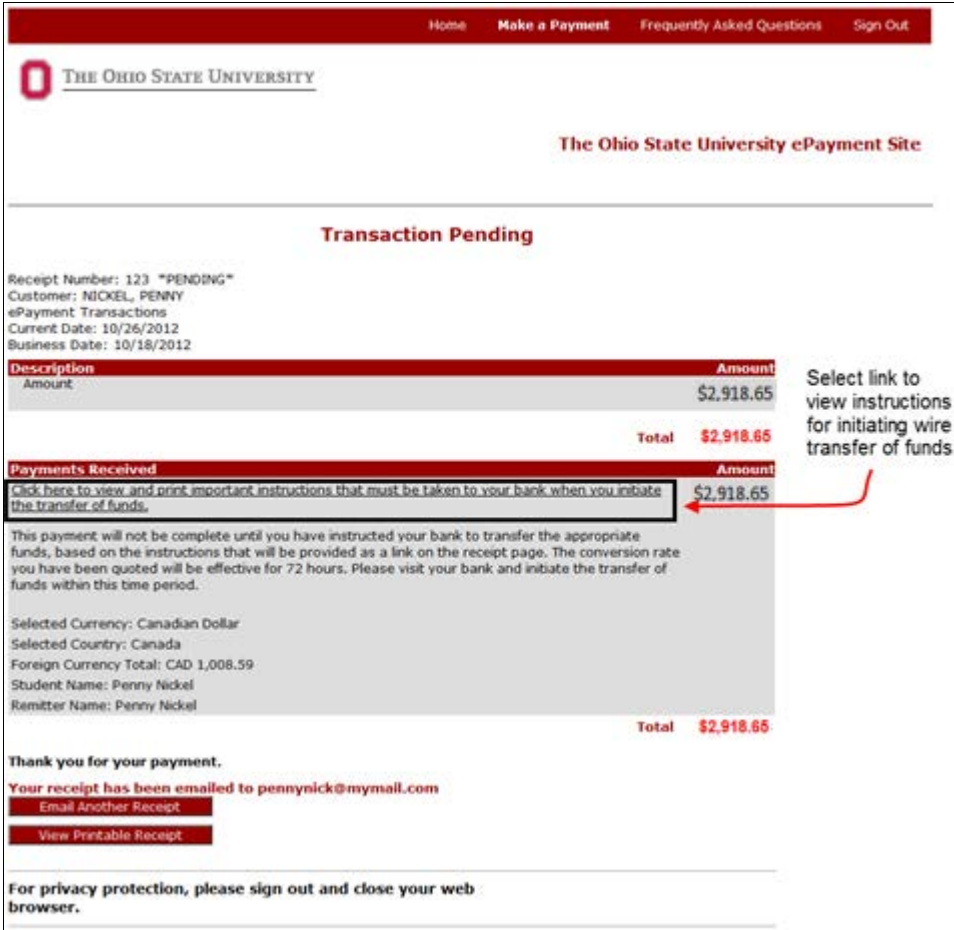 Home Make a Payment Frequently Asked Questions Sign Out
THE OHIO STATE UNIVERSITY
The Ohio State University ePayment Site
Transaction Pending
Receipt Number: 123 *PENDING*
Customer: NICKEL, PENNY
ePayment Transactions
Current Date: 10/26/2012
Business Date: 10/18/2012
Description Amount
Amount $2,918.65
Total $2,918.65
Payments Received Amount
Click here to view and print important instructions that must be taken to your bank when you initiate $2,918.65
the transfer of funds.
This payment will not be complete until you have instructed your bank to transfer the appropriate
funds, based on the instructions that will be provided as a link on the receipt page. The conversion rate
you have been quoted will be effective for 72 hours. Please visit your bank and initiate the transfer of
funds within this time period.
Selected Currency: Canadian Dollar
Selected Country: Canada
Foreign Currency Total: CAD 1,008.59
Student Name: Penny Nickel
Remitter Name: Penny Nickel
Total $2,918.65
Thank you for your payment.
Your receipt has been emailed to pennynick@mymail.com
Email Another Receipt
View Printable Receipt
For privacy protection, please sign out and close your web
browser.
Select link to
view instructions
for initiating wire
transfer of funds